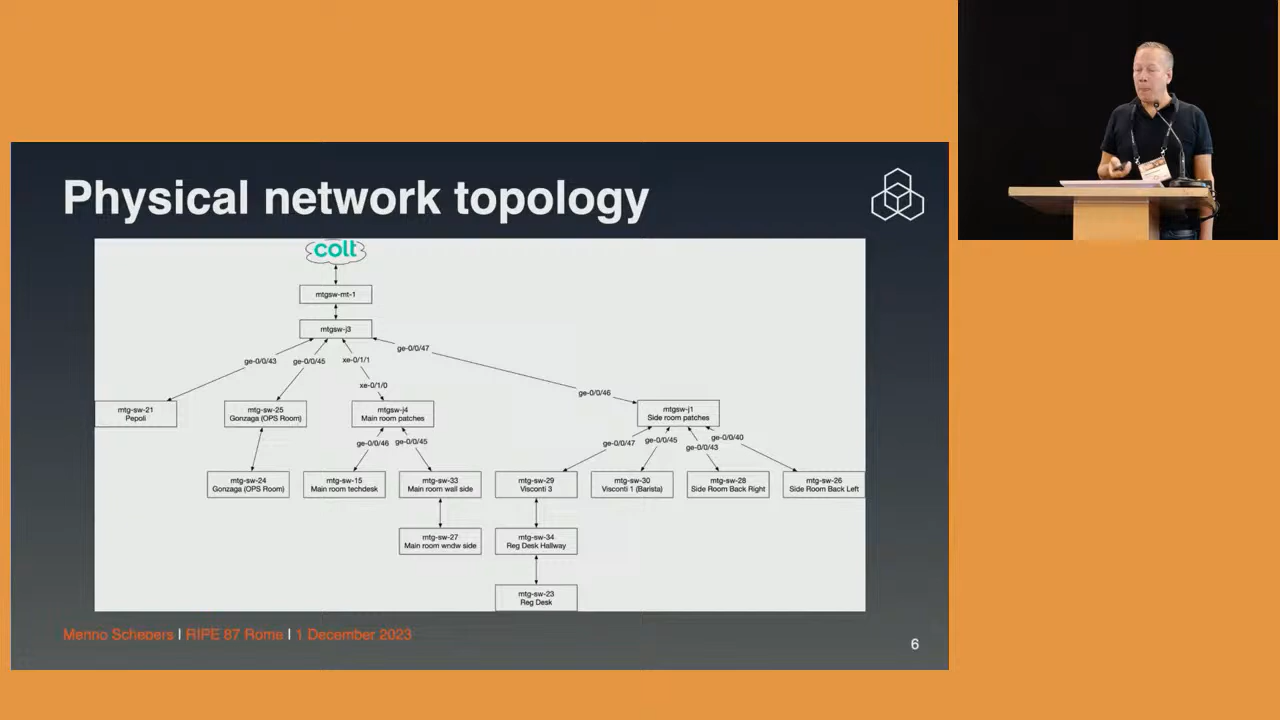 Physical network topology
colt
mtgsw-mt-1
mtgsw-j3
ge-0/0/47
ge-0/0/43
ge-0/0/45
xe-0/1/1
xe-0/1/0
ge-0/0/46
mtg-sw-21
Pepoli
mtg-sw-25
Gonzaga (OPS Room)
mtgsw-j4
Main room patches
mtgsw-j1
Side room patches
ge-0/0/46
ge-0/0/45
ge-0/0/47
ge-0/0/45
ge-0/0/43
ge-0/0/40
mtg-sw-24
Gonzaga (OPS Room)
mtg-sw-15
Main room techdesk
mtg-sw-33
Main room wall side
mtg-sw-29
Visconti 3
mtg-sw-30
Visconti 1 (Barista)
mtg-sw-28
Side Room Back Right
mtg-sw-26
Side Room Back Left
mtg-sw-27
Main room wndw side
mtg-sw-34
Reg Desk Hallway
mtg-sw-23
Reg Desk
Menno Schepers | RIPE 87 Rome | 1 December 2023
6